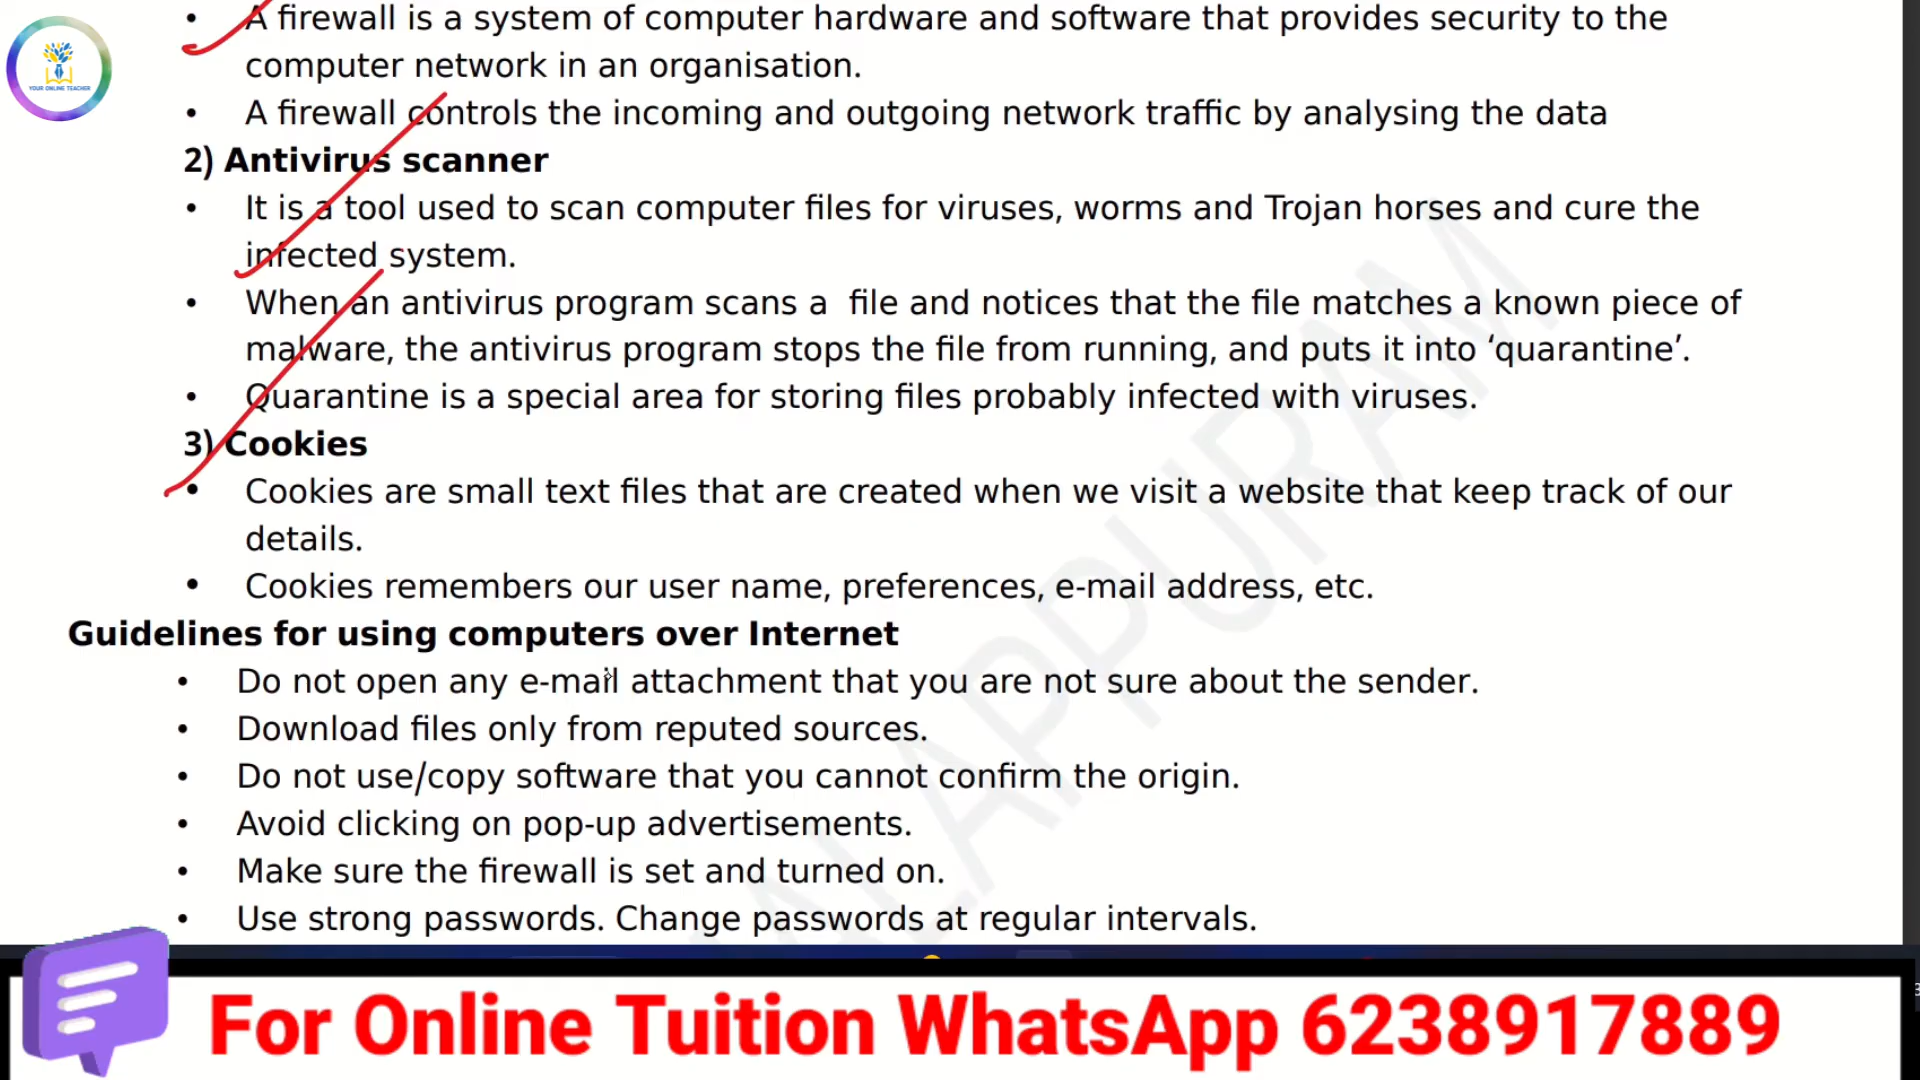 • A firewall is a system of computer hardware and software that provides security to the
YOUR ONLINE TEACHER
computer network in an organisation.
• A firewall controls the incoming and outgoing network traffic by analysing the data
2) Antivirus scanner
• It is a tool used to scan computer files for viruses, worms and Trojan horses and cure the
infected system.
• When an antivirus program scans a  file and notices that the file matches a known piece of
malware, the antivirus program stops the file from running, and puts it into ‘quarantine’.
• Quarantine is a special area for storing files probably infected with viruses.
3) Cookies
• Cookies are small text files that are created when we visit a website that keep track of our
details.
• Cookies remembers our user name, preferences, e-mail address, etc.
Guidelines for using computers over Internet
• Do not open any e-mail attachment that you are not sure about the sender.
• Download files only from reputed sources.
• Do not use/copy software that you cannot confirm the origin.
• Avoid clicking on pop-up advertisements.
• Make sure the firewall is set and turned on.
• Use strong passwords. Change passwords at regular intervals.
For Online Tuition WhatsApp 6238917889